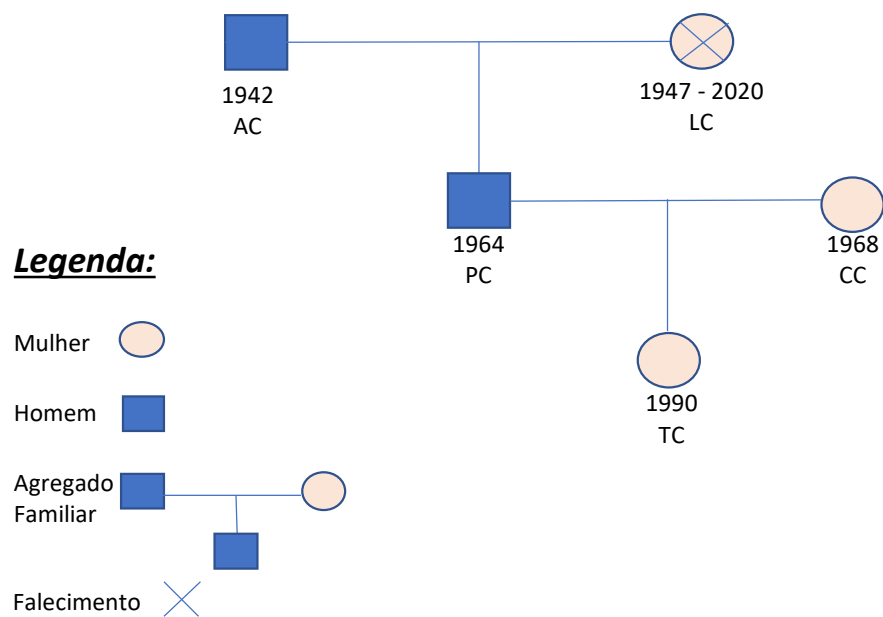 1942
AC
1947 - 2020
LC
1964
PC
1968
CC
1990
TC
Legenda:
Mulher
Homem
Agregado
Familiar
Falecimento